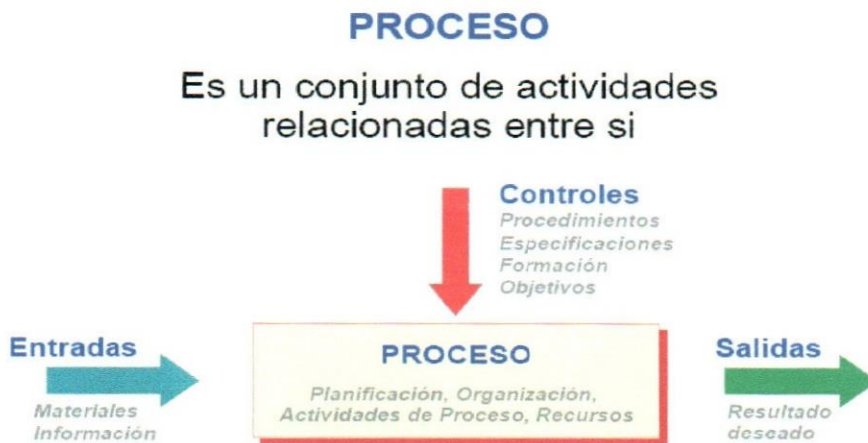 PROCESO
Es un conjunto de actividades
relacionadas entre si
Controles
Procedimientos
Especificaciones
Formación
Objetivos
Entradas
Materiales
Información
PROCESO
Planificación, Organización,
Actividades de Proceso, Recursos
Salidas
Resultado
deseado